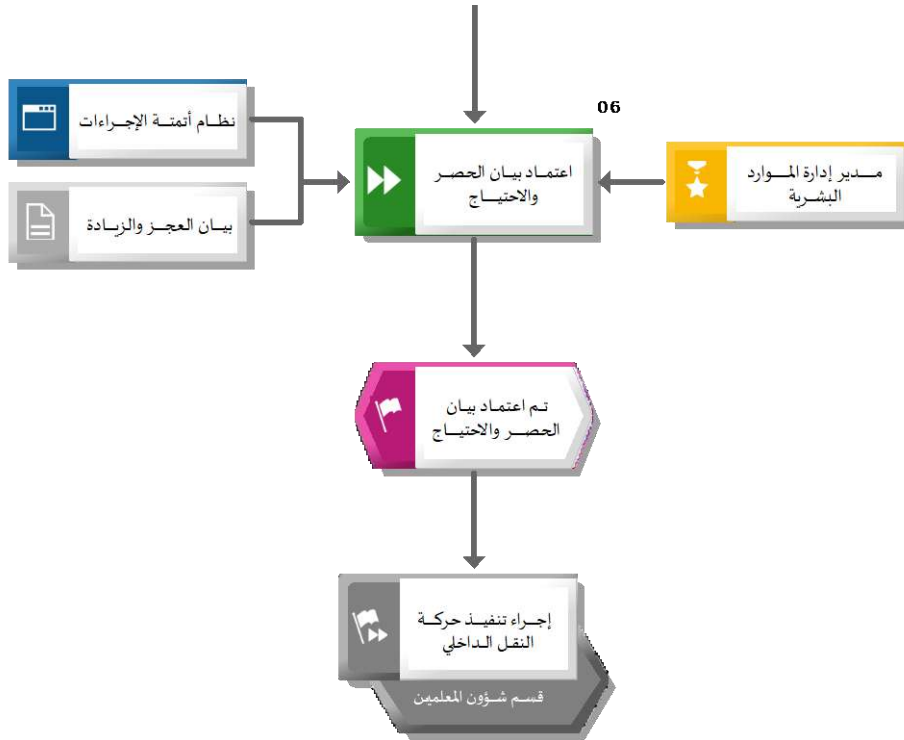 06
نظام أتمتة الإجراءات
اعتماد بيان الحصر
والاحتياج
مدير إدارة الموارد
البشرية
بيان العجز والزيادة
تم اعتماد بيان
الحصر والاحتياج
إجراء تنفيذ حركة
النقل الداخلي
قسم شؤون المعلمين